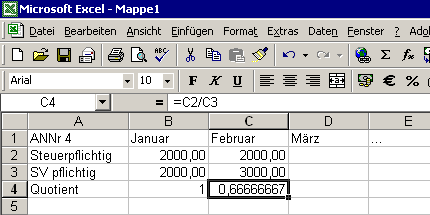 Microsoft Excel - Mappe1
Datei Bearbeiten Ansicht Einfügen Format Extras Daten Fenster ? Ado
ABC
Arial 10 F K U
C4 = =C2/C3
A B C D E
1 ANNr 4 Januar Februar März ...
2 Steuerpflichtig 2000,00 2000,00
3 SV pflichtig 2000,00 3000,00
4 Quotient 1 0,66666667
5